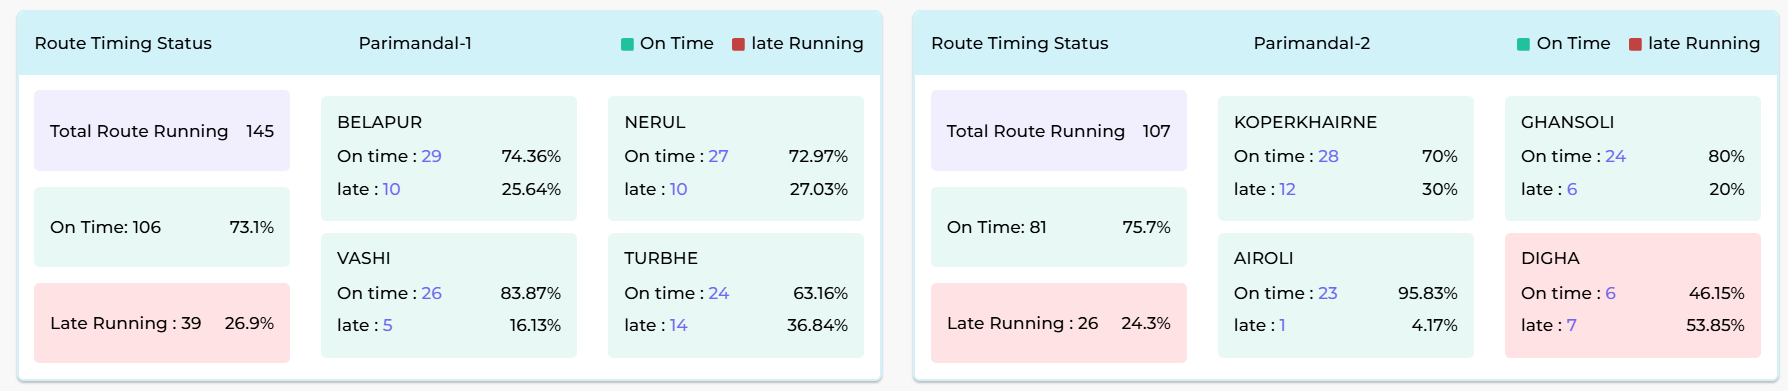 Route Timing Status Parimandal-1 On Time late Running
Total Route Running 145
On Time: 106 73.1%
Late Running : 39 26.9%
BELAPUR
On time : 29 74.36%
late : 10 25.64%
NERUL
On time : 27 72.97%
late : 10 27.03%
VASHI
On time : 26 83.87%
late : 5 16.13%
TURBHE
On time : 24 63.16%
late : 14 36.84%
Route Timing Status Parimandal-2 On Time late Running
Total Route Running 107
On Time: 81 75.7%
Late Running : 26 24.3%
KOPERKHAIRNE
On time : 28 70%
late : 12 30%
GHANSOLI
On time : 24 80%
late : 6 20%
AIROLI
On time : 23 95.83%
late : 1 4.17%
DIGHA
On time : 6 46.15%
late : 7 53.85%